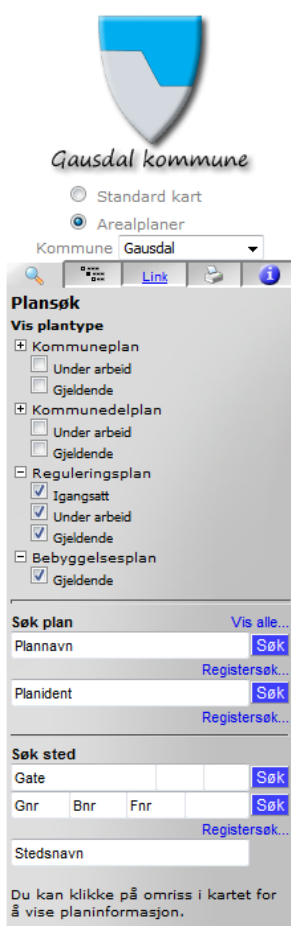 Gausdal kommune
Standard kart
Arealplaner
Kommune Gausdal
Link i
Plansøk
Vis plantype
Kommuneplan
Under arbeid
Gjeldende
Kommunedelplan
Under arbeid
Gjeldende
Reguleringsplan
Igangsatt
Under arbeid
Gjeldende
Bebyggelsesplan
Gjeldende
Søk plan Vis alle...
Plannavn Søk
Registersøk...
Planident Søk
Registersøk...
Søk sted
Gate Søk
Gnr Bnr Fnr Søk
Registersøk...
Stedsnavn
Du kan klikke på omriss i kartet for
å vise planinformasjon.